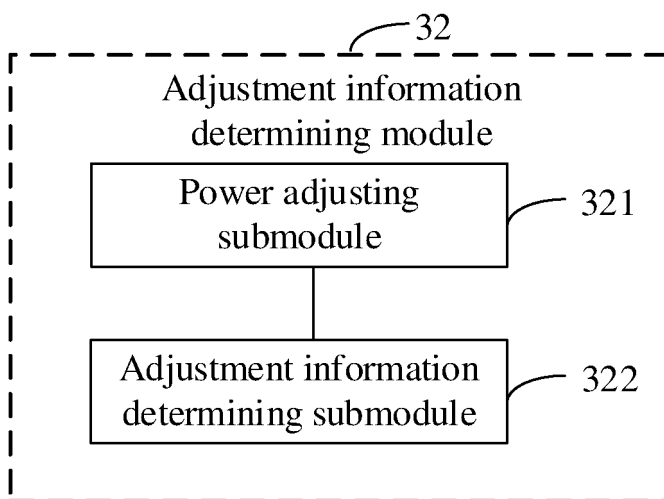 32
Adjustment information
determining module
Power adjusting
submodule
321
Adjustment information
determining submodule
322